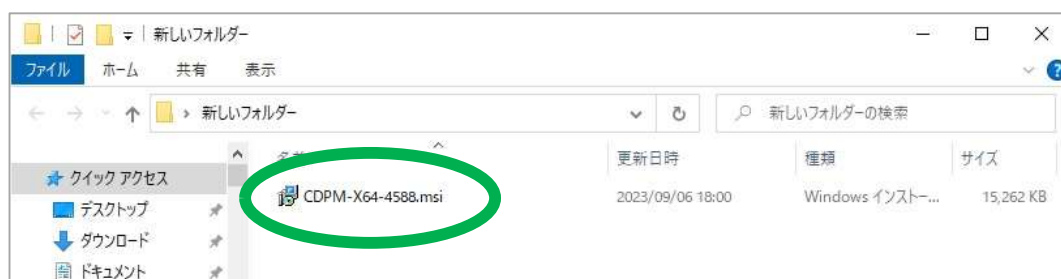 新しいフォルダー
ファイル ホーム 共有 表示
新しいフォルダー 新しいフォルダーの検索
更新日時 種類 サイズ
クイック アクセス
CDPM-X64-4588.msi 2023/09/06 18:00 Windows インストー... 15,262 KB
デスクトップ
ダウンロード
ドキュメント